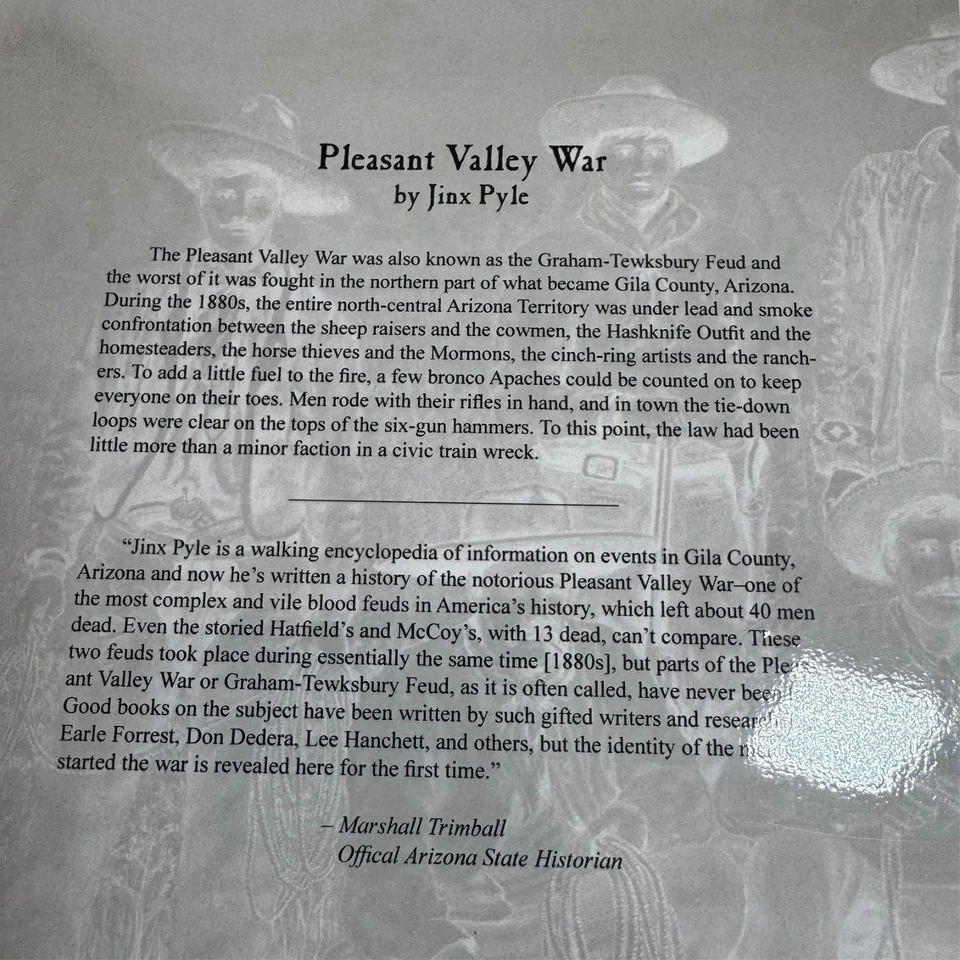 Pleasant Valley War
by Jinx Pyle
The Pleasant Valley War was also known as the Graham-Tewksbury Feud and
the worst of it was fought in the northern part of what became Gila County, Arizona.
During the 1880s, the entire north-central Arizona Territory was under lead and smoke
confrontation between the sheep raisers and the cowmen, the Hashknife Outfit and the
homesteaders, the horse thieves and the Mormons, the cinch-ring artists and the ranch-
ers. To add a little fuel to the fire, a few bronco Apaches could be counted on to keep
everyone on their toes. Men rode with their rifles in hand, and in town the tie-down
loops were clear on the tops of the six-gun hammers. To this point, the law had been
little more than a minor faction in a civic train wreck.
“Jinx Pyle is a walking encyclopedia of information on events in Gila County,
Arizona and now he’s written a history of the notorious Pleasant Valley War–one of
the most complex and vile blood feuds in America’s history, which left about 40 men
dead. Even the storied Hatfield’s and McCoy’s, with 13 dead, can’t compare. These
two feuds took place during essentially the same time [1880s], but parts of the Pleas-
ant Valley War or Graham-Tewksbury Feud, as it is often called, have never been
Good books on the subject have been written by such gifted writers and
Earle Forrest, Don Dedera, Lee Hanchett, and others, but the identity of the
started the war is revealed here for the first time.”
– Marshall Trimball
Offical Arizona State Historian